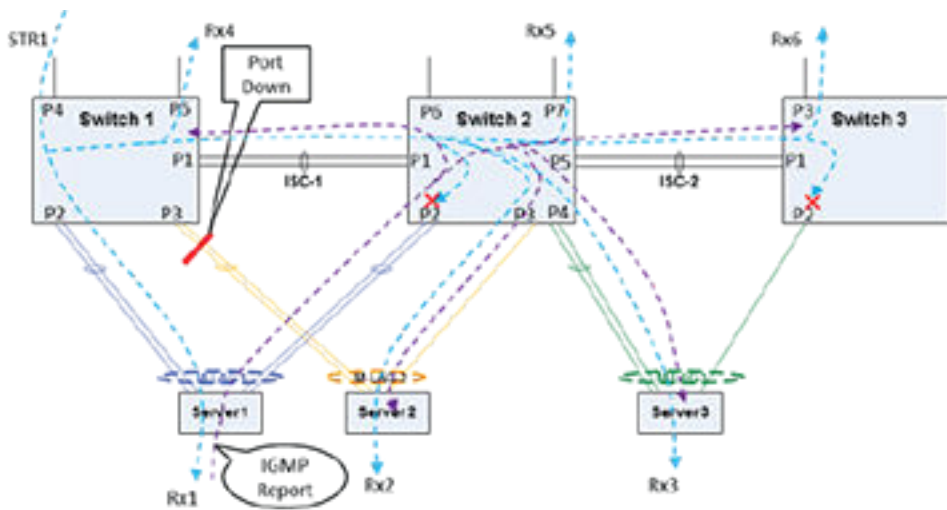 STR1
Rx4
Rx5
Rx6
Port
Down
P4
P5
Switch 1
P6
P7
Switch 2
P3
Switch 3
P1
ISC-1
P1
P5
ISC-2
P1
P2
P3
P2
P3
P4
P2
Server1
Server2
Server3
IGMP
Report
Rx1
Rx2
Rx3